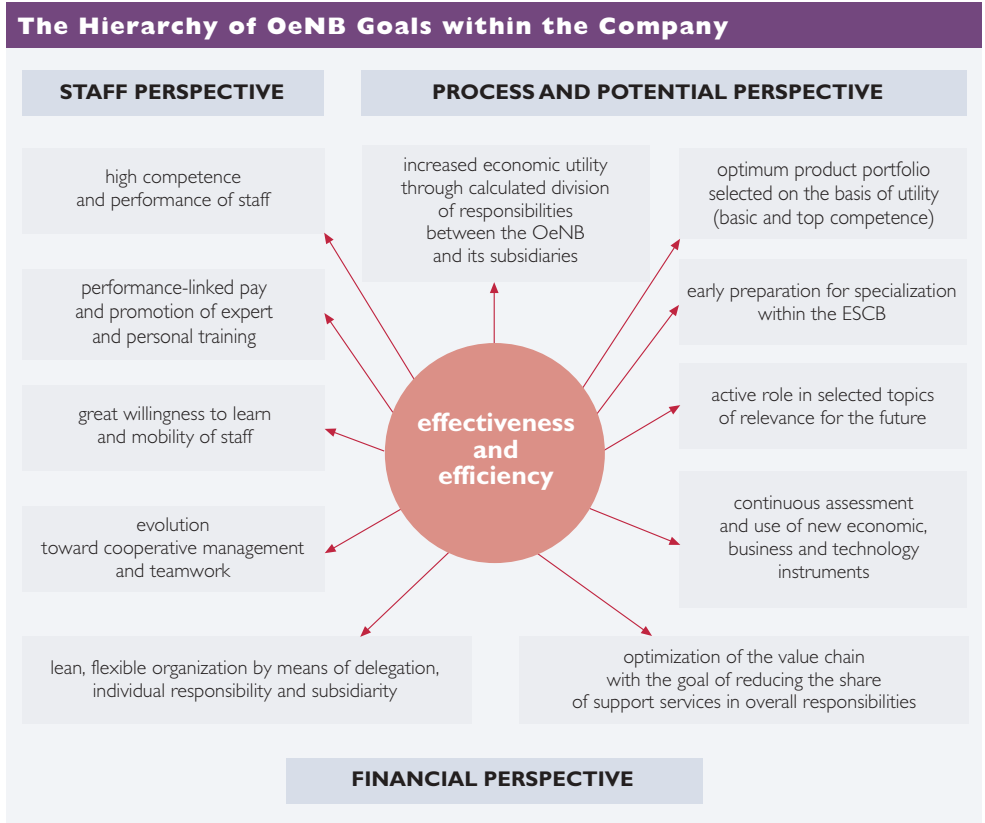 The Hierarchy of OeNB Goals within the Company
STAFF PERSPECTIVE
high competence
and performance of staff
performance-linked pay
and promotion of expert
and personal training
great willingness to learn
and mobility of staff
evolution
toward cooperative management
and teamwork
PROCESS AND POTENTIAL PERSPECTIVE
increased economic utility
through calculated division
of responsibilities
between the OeNB
and its subsidiaries
optimum product portfolio
selected on the basis of utility
(basic and top competence)
early preparation for specialization
within the ESCB
active role in selected topics
of relevance for the future
continuous assessment
and use of new economic,
business and technology
instruments
effectiveness
and
efficiency
lean, flexible organization by means of delegation,
individual responsibility and subsidiarity
optimization of the value chain
with the goal of reducing the share
of support services in overall responsibilities
FINANCIAL PERSPECTIVE